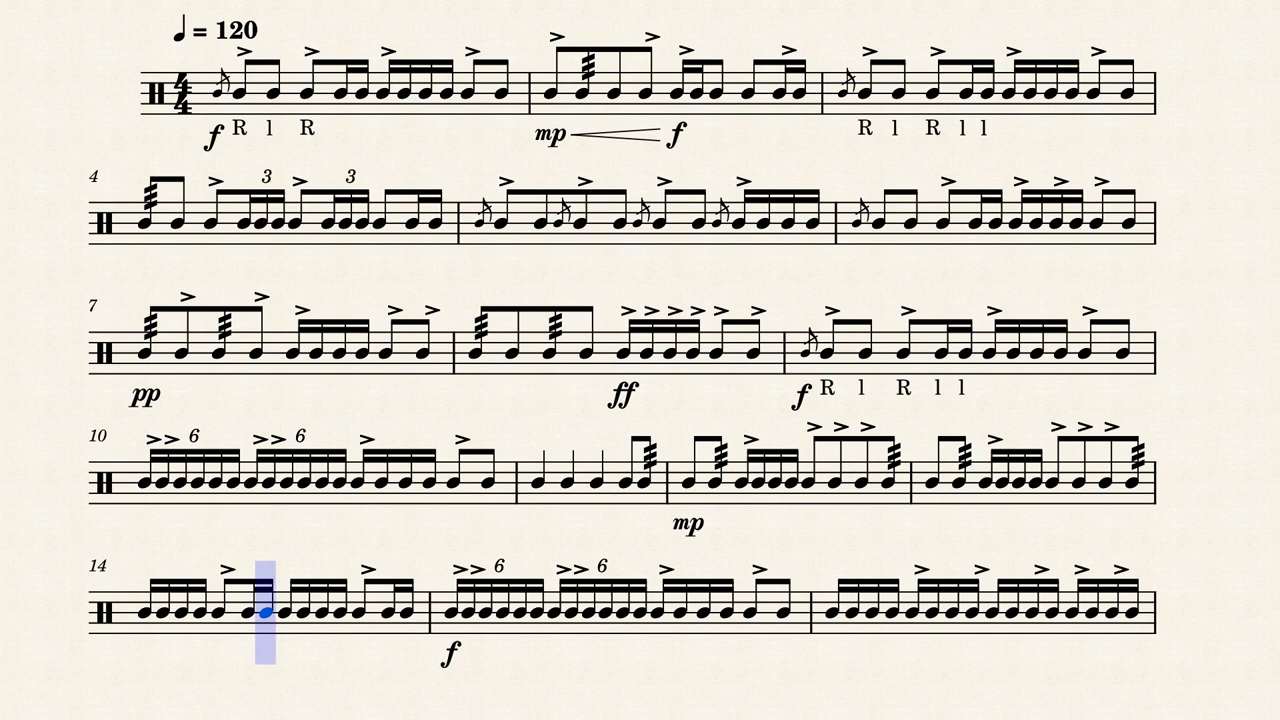 ♩ = 120
4/4
f R l R mp f R l R l l
4 3 3
7
pp ff f R l R l l
10 6 6
mp
14 6 6
f